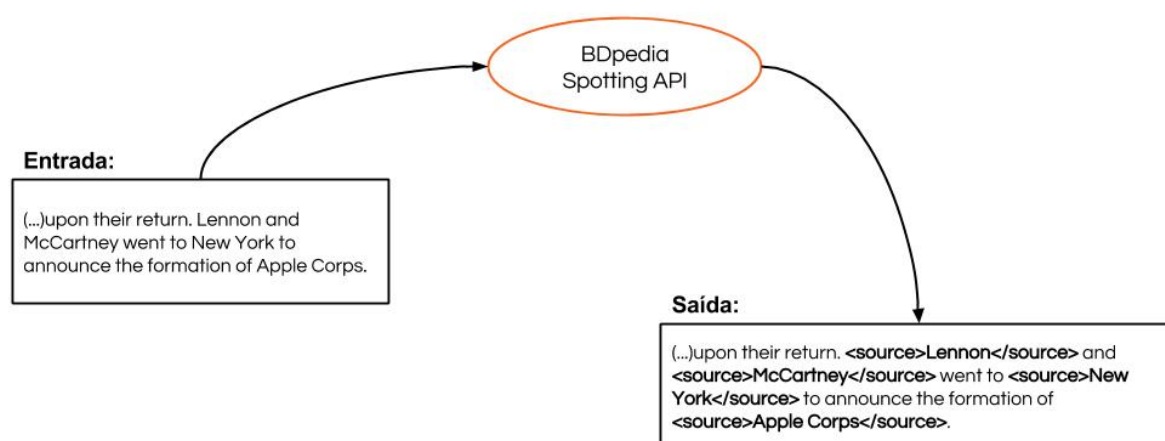 BDpedia
Spotting API
Entrada:
(...)upon their return. Lennon and
McCartney went to New York to
announce the formation of Apple Corps.
Saída:
(...)upon their return. <source>Lennon</source> and
<source>McCartney</source> went to <source>New
York</source> to announce the formation of
<source>Apple Corps</source>.